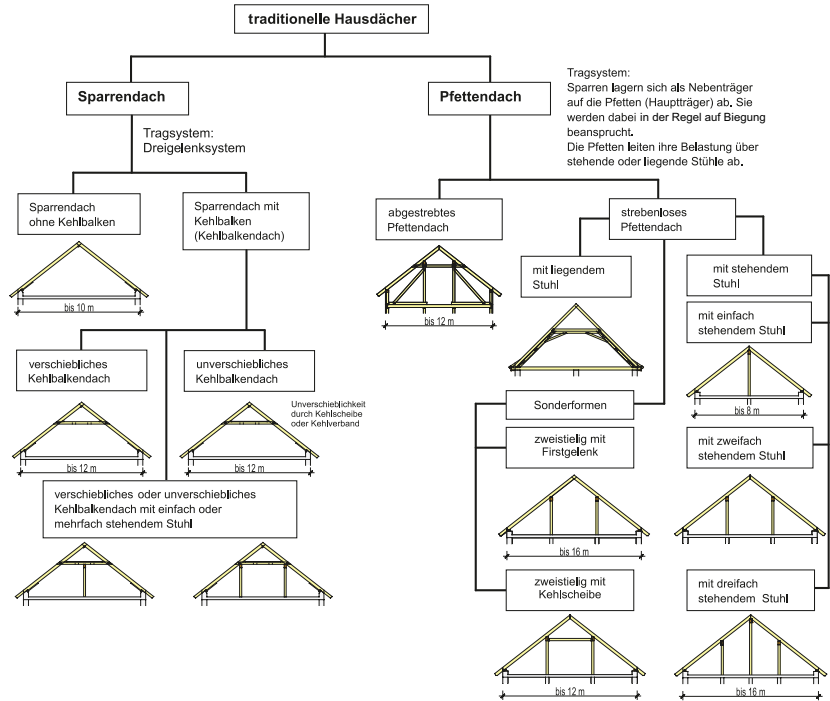 traditionelle Hausdächer
Sparrendach
Tragsystem:
Dreigelenksystem
Sparrendach
ohne Kehlbalken
bis 10 m
Sparrendach mit
Kehlbalken
(Kehlbalkendach)
verschiebliches
Kehlbalkendach
bis 12 m
unverschiebliches
Kehlbalkendach
Unverschieblichkeit
durch Kehlscheibe
oder Kehlverband
bis 12 m
verschiebliches oder unverschiebliches
Kehlbalkendach mit einfach oder
mehrfach stehendem Stuhl
Pfettendach
Tragsystem:
Sparren lagern sich als Nebenträger
auf die Pfetten (Hauptträger) ab. Sie
werden dabei in der Regel auf Biegung
beansprucht.
Die Pfetten leiten ihre Belastung über
stehende oder liegende Stühle ab.
abgestrebtes
Pfettendach
bis 12 m
strebenloses
Pfettendach
mit liegendem
Stuhl
Sonderformen
zweistielig mit
Firstgelenk
bis 16 m
zweistielig mit
Kehlscheibe
bis 12 m
mit stehendem
Stuhl
mit einfach
stehendem Stuhl
bis 8 m
mit zweifach
stehendem Stuhl
mit dreifach
stehendem Stuhl
bis 16 m